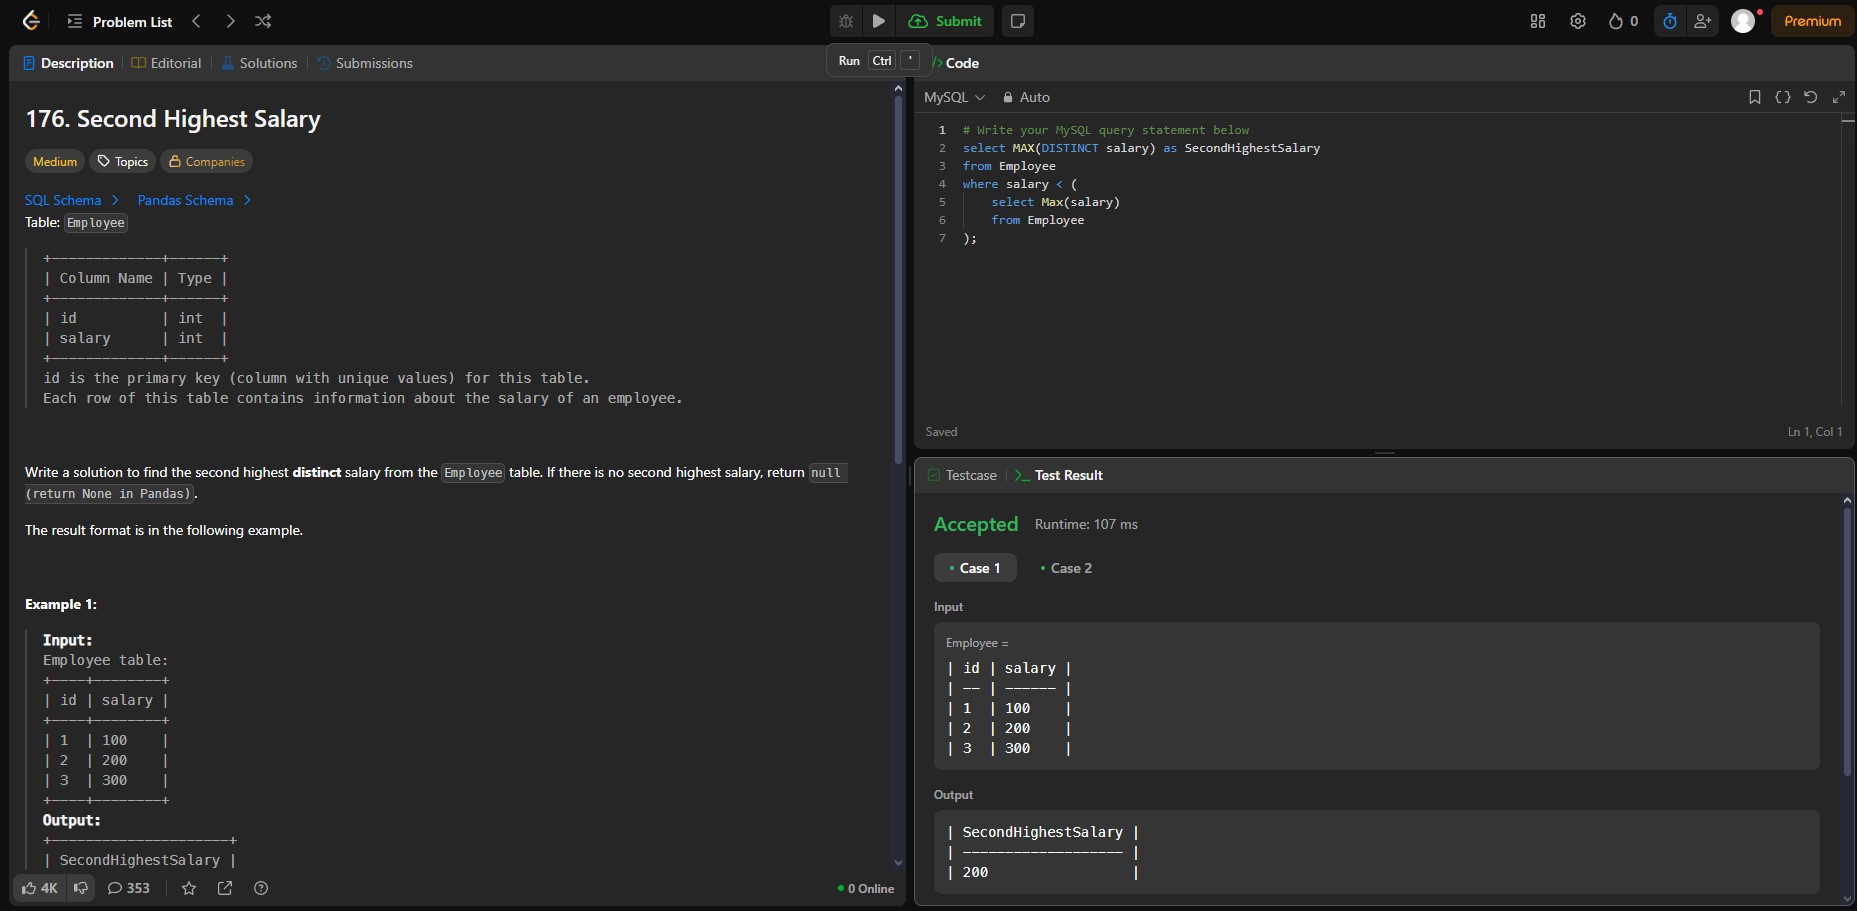 Problem List
Submit
0
Premium
Description
Editorial
Solutions
Submissions
176. Second Highest Salary
Medium
Topics
Companies
SQL Schema
Pandas Schema
Table: Employee
+-------------+------+
| Column Name | Type |
+-------------+------+
| id          | int  |
| salary      | int  |
+-------------+------+
id is the primary key (column with unique values) for this table.
Each row of this table contains information about the salary of an employee.
Write a solution to find the second highest distinct salary from the Employee table. If there is no second highest salary, return null
(return None in Pandas).
The result format is in the following example.
Example 1:
Input:
Employee table:
+----+--------+
| id | salary |
+----+--------+
| 1  | 100    |
| 2  | 200    |
| 3  | 300    |
+----+--------+
Output:
+---------------------+
| SecondHighestSalary |
4K
353
0 Online
Run Ctrl '
Code
MySQL
Auto
1 # Write your MySQL query statement below
2 select MAX(DISTINCT salary) as SecondHighestSalary
3 from Employee
4 where salary < (
5     select Max(salary)
6     from Employee
7 );
Saved
Ln 1, Col 1
Testcase
Test Result
Accepted
Runtime: 107 ms
Case 1
Case 2
Input
Employee =
| id | salary |
| -- | ------ |
| 1  | 100    |
| 2  | 200    |
| 3  | 300    |
Output
| SecondHighestSalary |
| ------------------- |
| 200                 |